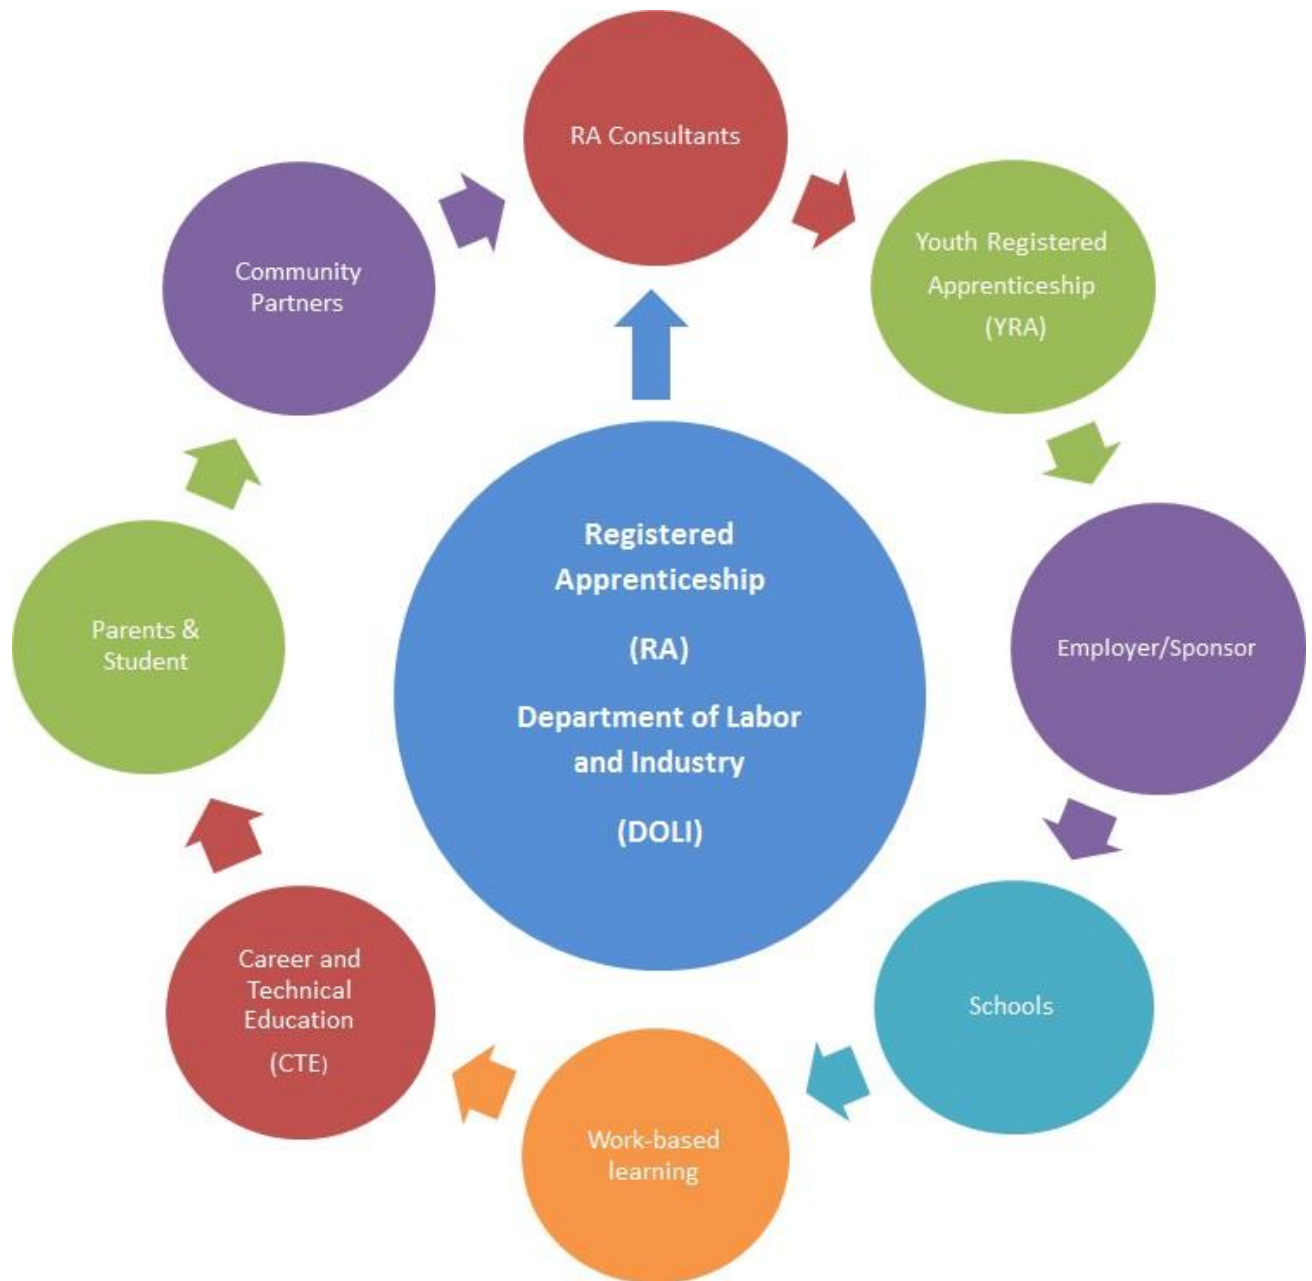 RA Consultants
Youth Registered
Apprenticeship
(YRA)
Employer/Sponsor
Schools
Work-based
learning
Career and
Technical
Education
(CTE)
Parents &
Student
Community
Partners
Registered
Apprenticeship
(RA)
Department of Labor
and Industry
(DOLI)